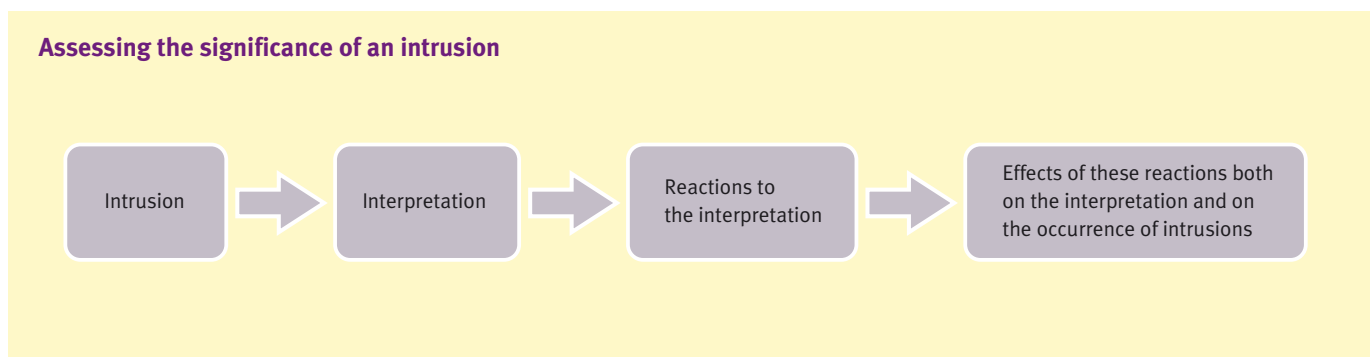 Assessing the significance of an intrusion
Intrusion
Interpretation
Reactions to
the interpretation
Effects of these reactions both
on the interpretation and on
the occurrence of intrusions